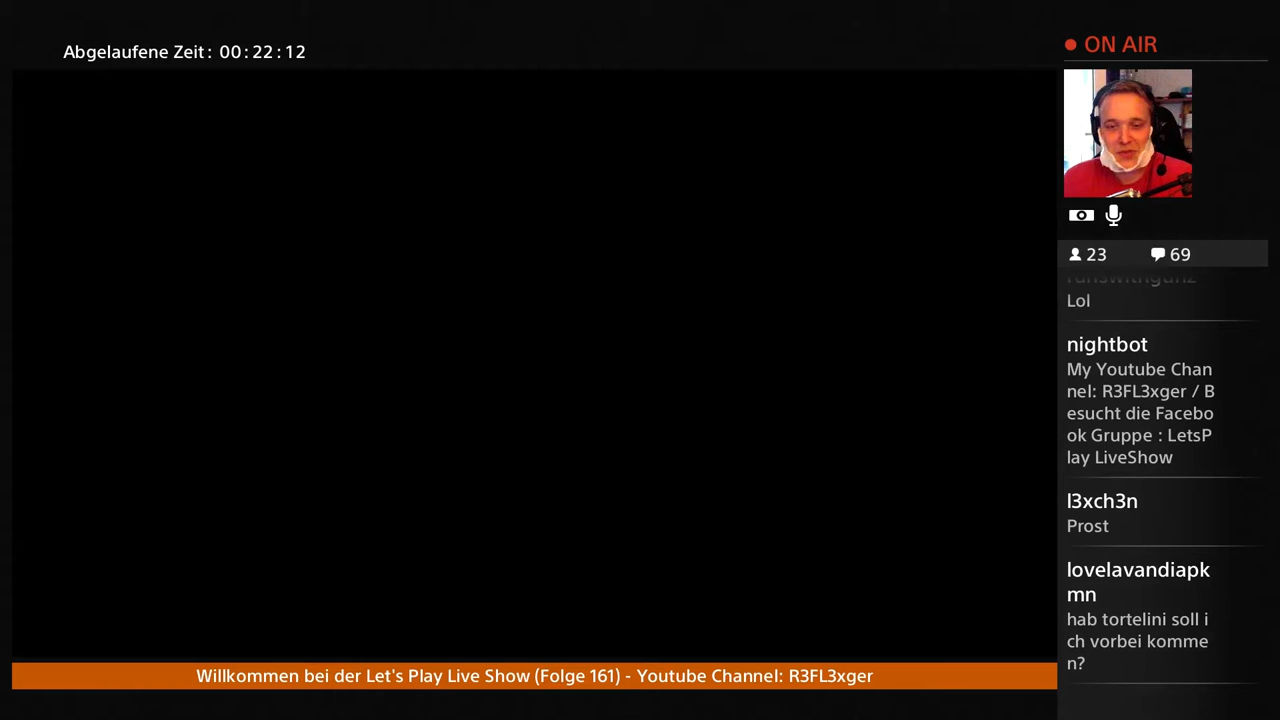 Abgelaufene Zeit: 00:22:12
ON AIR
23 69
Lol
nightbot
My Youtube Chan
nel: R3FL3xger / B
esucht die Facebo
ok Gruppe : LetsP
lay LiveShow
l3xch3n
Prost
lovelavandiapk
mn
hab tortelini soll i
ch vorbei komme
n?
Willkommen bei der Let's Play Live Show (Folge 161) - Youtube Channel: R3FL3xger